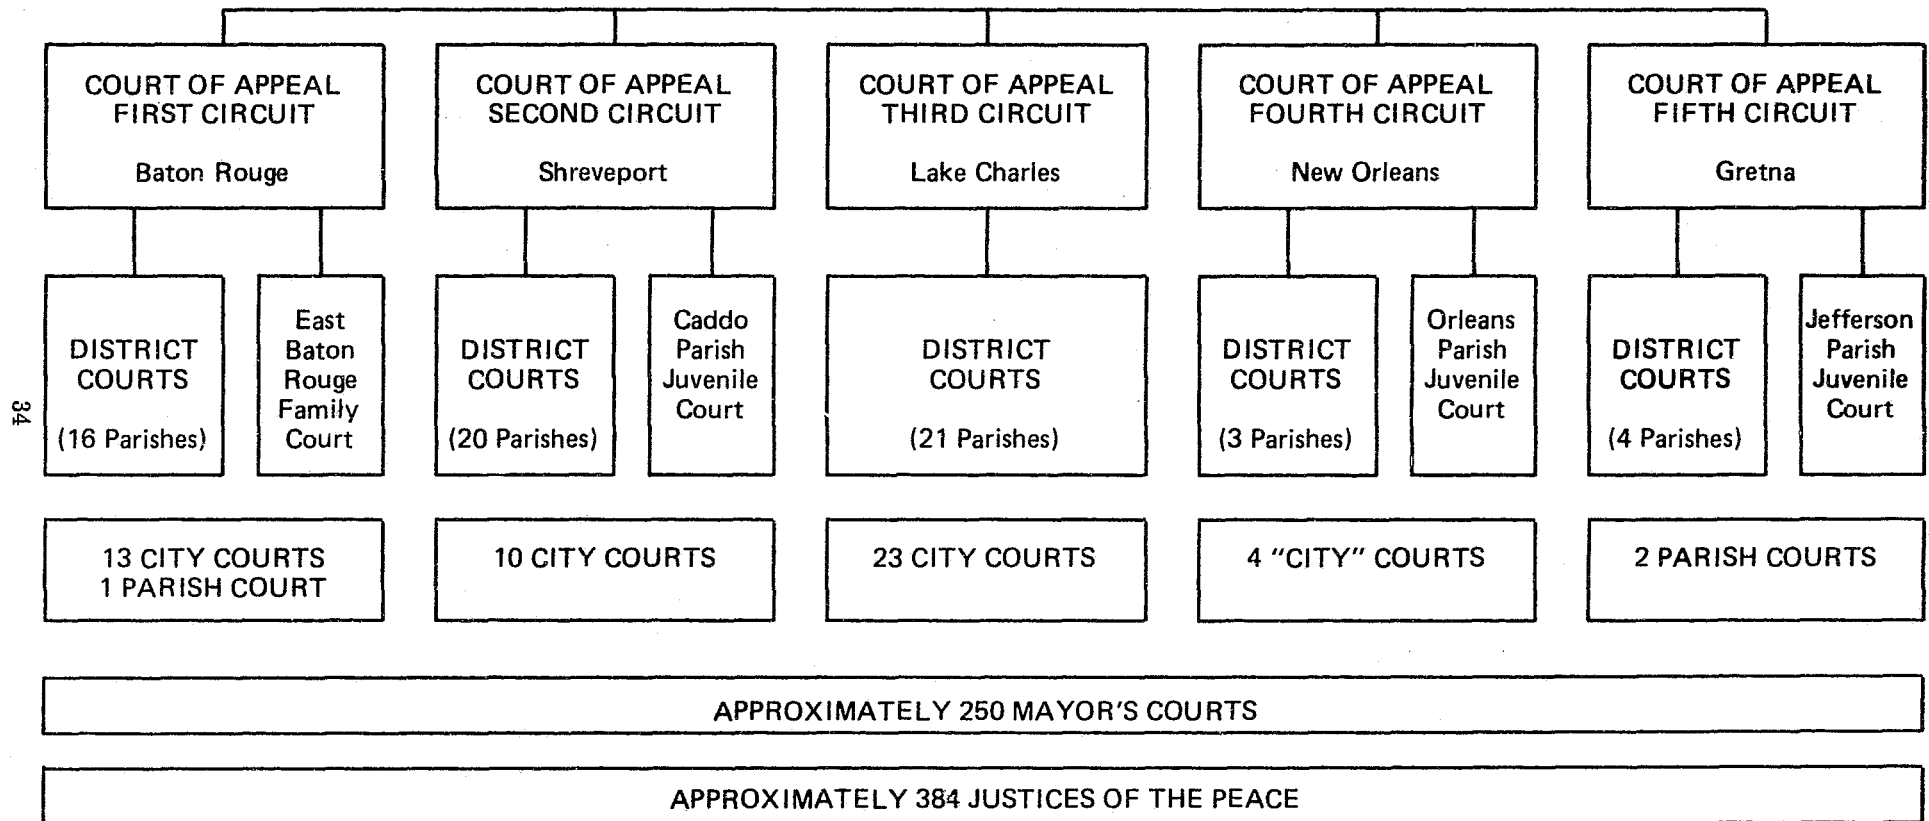 COURT OF APPEAL
FIRST CIRCUIT
Baton Rouge
COURT OF APPEAL
SECOND CIRCUIT
Shreveport
COURT OF APPEAL
THIRD CIRCUIT
Lake Charles
COURT OF APPEAL
FOURTH CIRCUIT
New Orleans
COURT OF APPEAL
FIFTH CIRCUIT
Gretna
DISTRICT
COURTS
(16 Parishes)
East
Baton
Rouge
Family
Court
DISTRICT
COURTS
(20 Parishes)
Caddo
Parish
Juvenile
Court
DISTRICT
COURTS
(21 Parishes)
DISTRICT
COURTS
(3 Parishes)
Orleans
Parish
Juvenile
Court
DISTRICT
COURTS
(4 Parishes)
Jefferson
Parish
Juvenile
Court
34
13 CITY COURTS
1 PARISH COURT
10 CITY COURTS
23 CITY COURTS
4 "CITY" COURTS
2 PARISH COURTS
APPROXIMATELY 250 MAYOR'S COURTS
APPROXIMATELY 384 JUSTICES OF THE PEACE